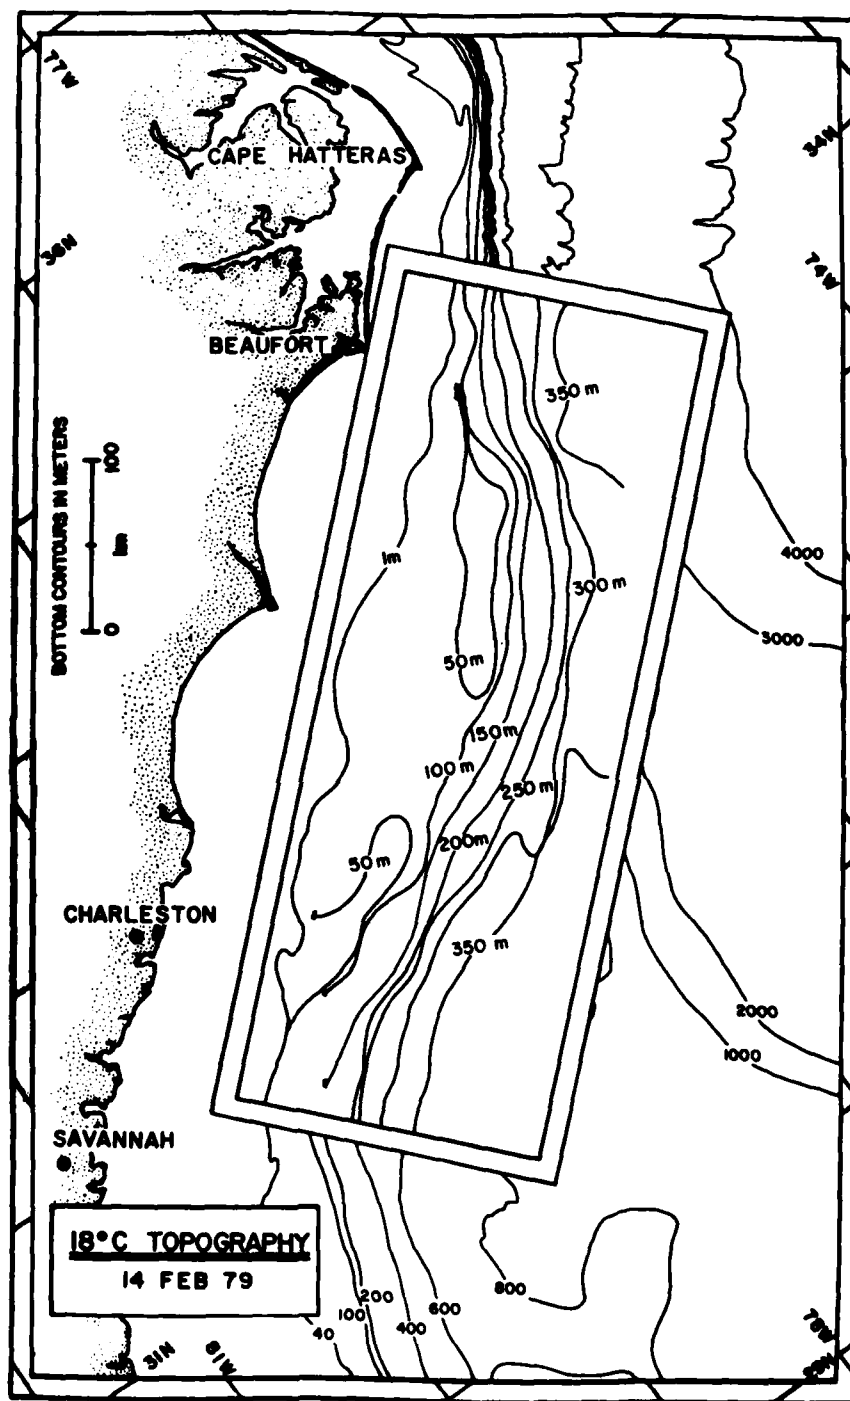 77W
CAPE HATTERAS
34N
36N
74W
BEAUFORT
350 m
BOTTOM CONTOURS IN METERS
100
km
0
1m
4000
300 m
3000
50m
150m
100 m
250m
200m
50 m
CHARLESTON
350 m
2000
1000
SAVANNAH
18°C TOPOGRAPHY
14 FEB 79
800
600
200
100
400
40
78W
31N
81W